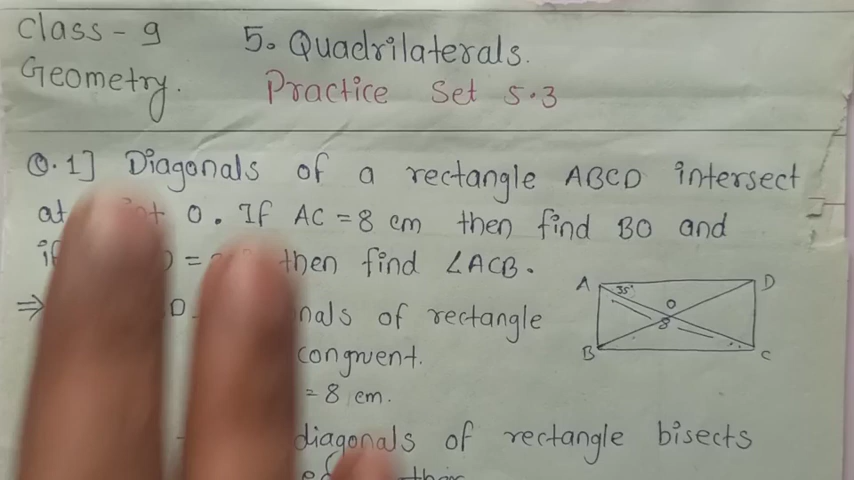 Class - 9
Geometry.
5. Quadrilaterals.
Practice Set 5.3
Q.1] Diagonals of a rectangle ABCD intersect
at O. If AC = 8 cm then find BO and
then find ∠ACB.
⇒ of rectangle
congruent.
= 8 cm.
diagonals of rectangle bisects
A D
35°
O
8
B C